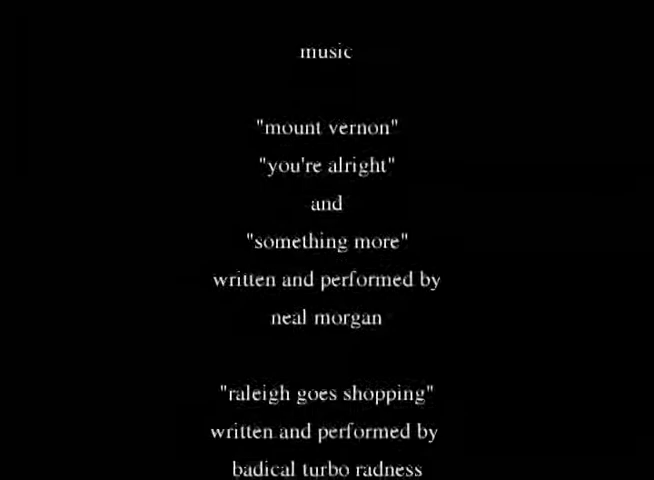 music
"mount vernon"
"you're alright"
and
"something more"
written and performed by
neal morgan
"raleigh goes shopping"
written and performed by
badical turbo radness